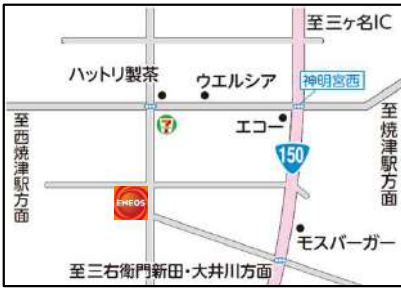 至三ヶ名IC
ハットリ製茶
ウエルシア
神明宮西
エコー
至西焼津駅方面
至焼津駅方面
7
150
ENEOS
モスバーガー
至三右衛門新田・大井川方面